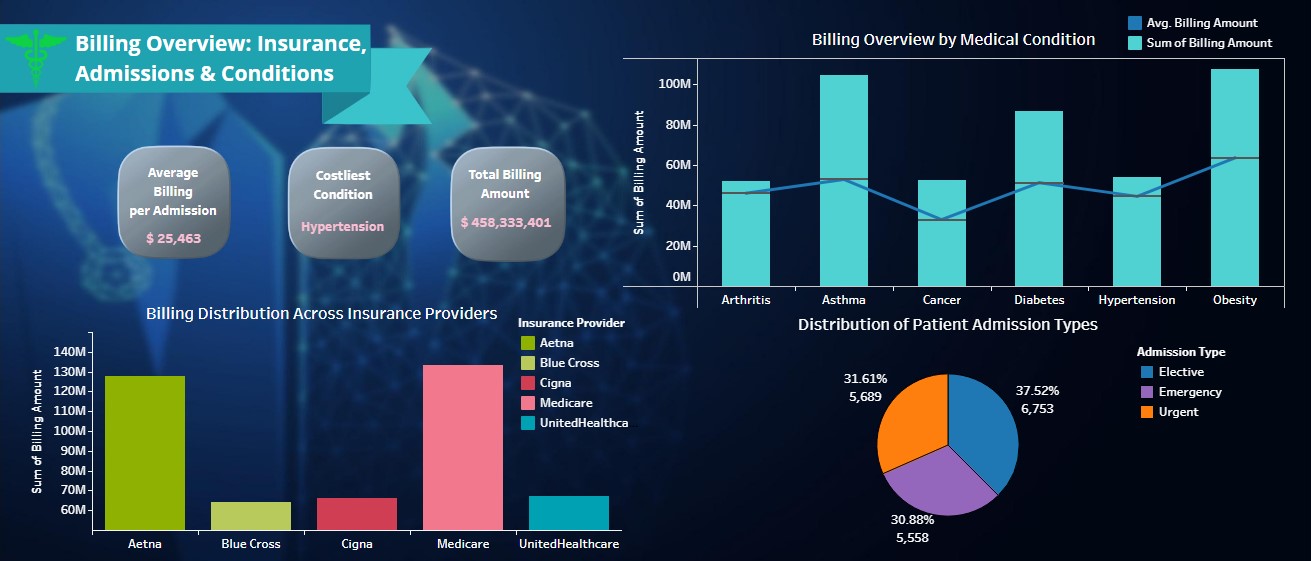 Billing Overview: Insurance,
Admissions & Conditions
Average
Billing
per Admission
$ 25,463
Costliest
Condition
Hypertension
Total Billing
Amount
$ 458,333,401
Billing Overview by Medical Condition
Avg. Billing Amount
Sum of Billing Amount
Sum of Billing Amount
100M
80M
60M
40M
20M
0M
Arthritis
Asthma
Cancer
Diabetes
Hypertension
Obesity
Billing Distribution Across Insurance Providers
Insurance Provider
Aetna
Blue Cross
Cigna
Medicare
UnitedHealthca
Sum of Billing Amount
140M
130M
120M
110M
100M
90M
80M
70M
60M
Aetna
Blue Cross
Cigna
Medicare
UnitedHealthcare
Distribution of Patient Admission Types
Admission Type
Elective
Emergency
Urgent
31.61%
5,689
37.52%
6,753
30.88%
5,558